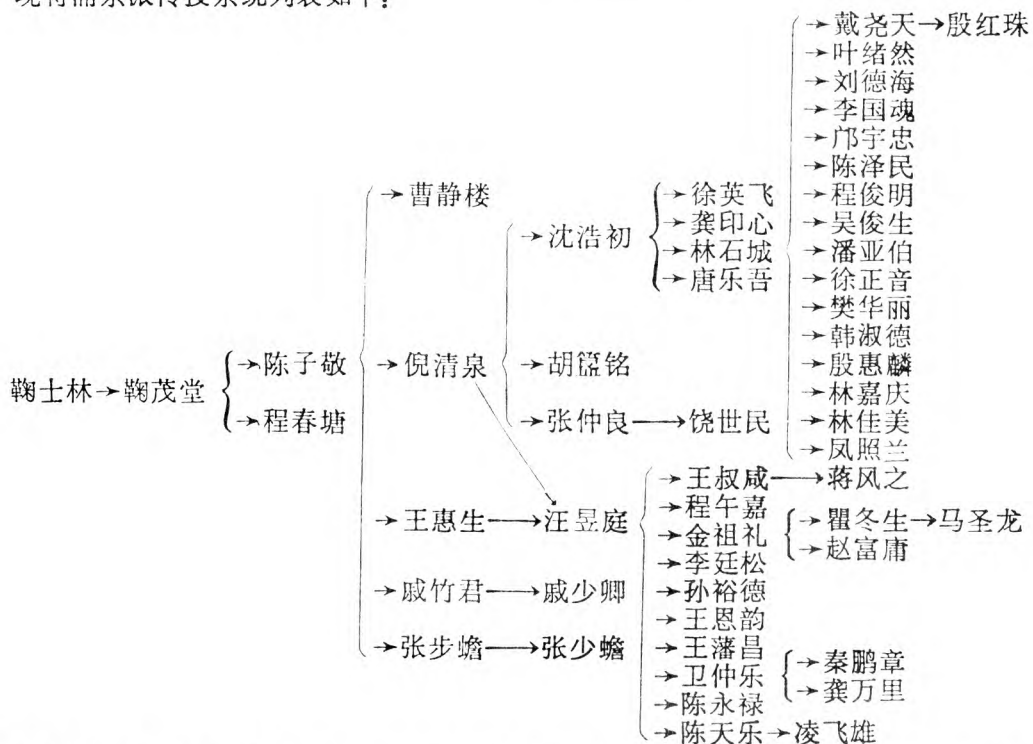 现将浦东派传授系统列表如下：
→戴尧天→殷红珠
→叶绪然
→刘德海
→李国魂
→邝宇忠
→陈泽民
→曹静楼
→徐英飞
→程俊明
→沈浩初
→龚印心
→吴俊生
→林石城
→潘亚伯
→唐乐吾
→徐正音
→樊华丽
→韩淑德
鞠士林→鞠茂堂
→陈子敬
→倪清泉
→胡篴铭
→殷惠麟
→林嘉庆
→程春塘
→张仲良→饶世民
→林佳美
→凤照兰
→王叔咸→蒋风之
→王惠生→汪昱庭
→程午嘉
→瞿冬生→马圣龙
→金祖礼
→赵富庸
→李廷松
→戚竹君→戚少卿
→孙裕德
→王恩韵
→张步蟾→张少蟾
→王藩昌
→秦鹏章
→卫仲乐
→龚万里
→陈永禄
→陈天乐→凌飞雄